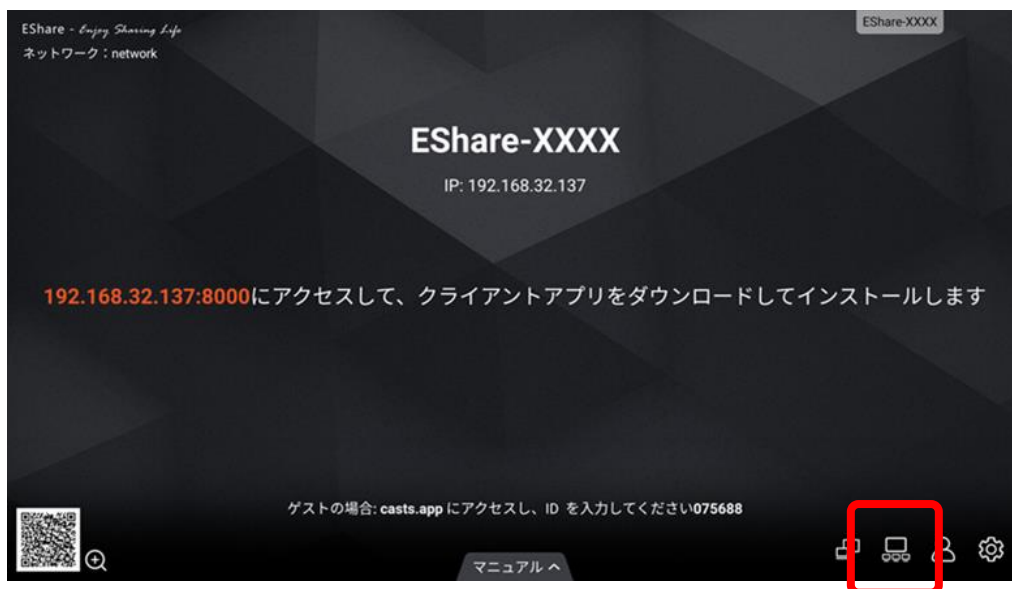 EShare - Enjoy Sharing Life
EShare-XXXX
ネットワーク：network
EShare-XXXX
IP: 192.168.32.137
192.168.32.137:8000にアクセスして、クライアントアプリをダウンロードしてインストールします
ゲストの場合: casts.app にアクセスし、ID を入力してください075688
マニュアル